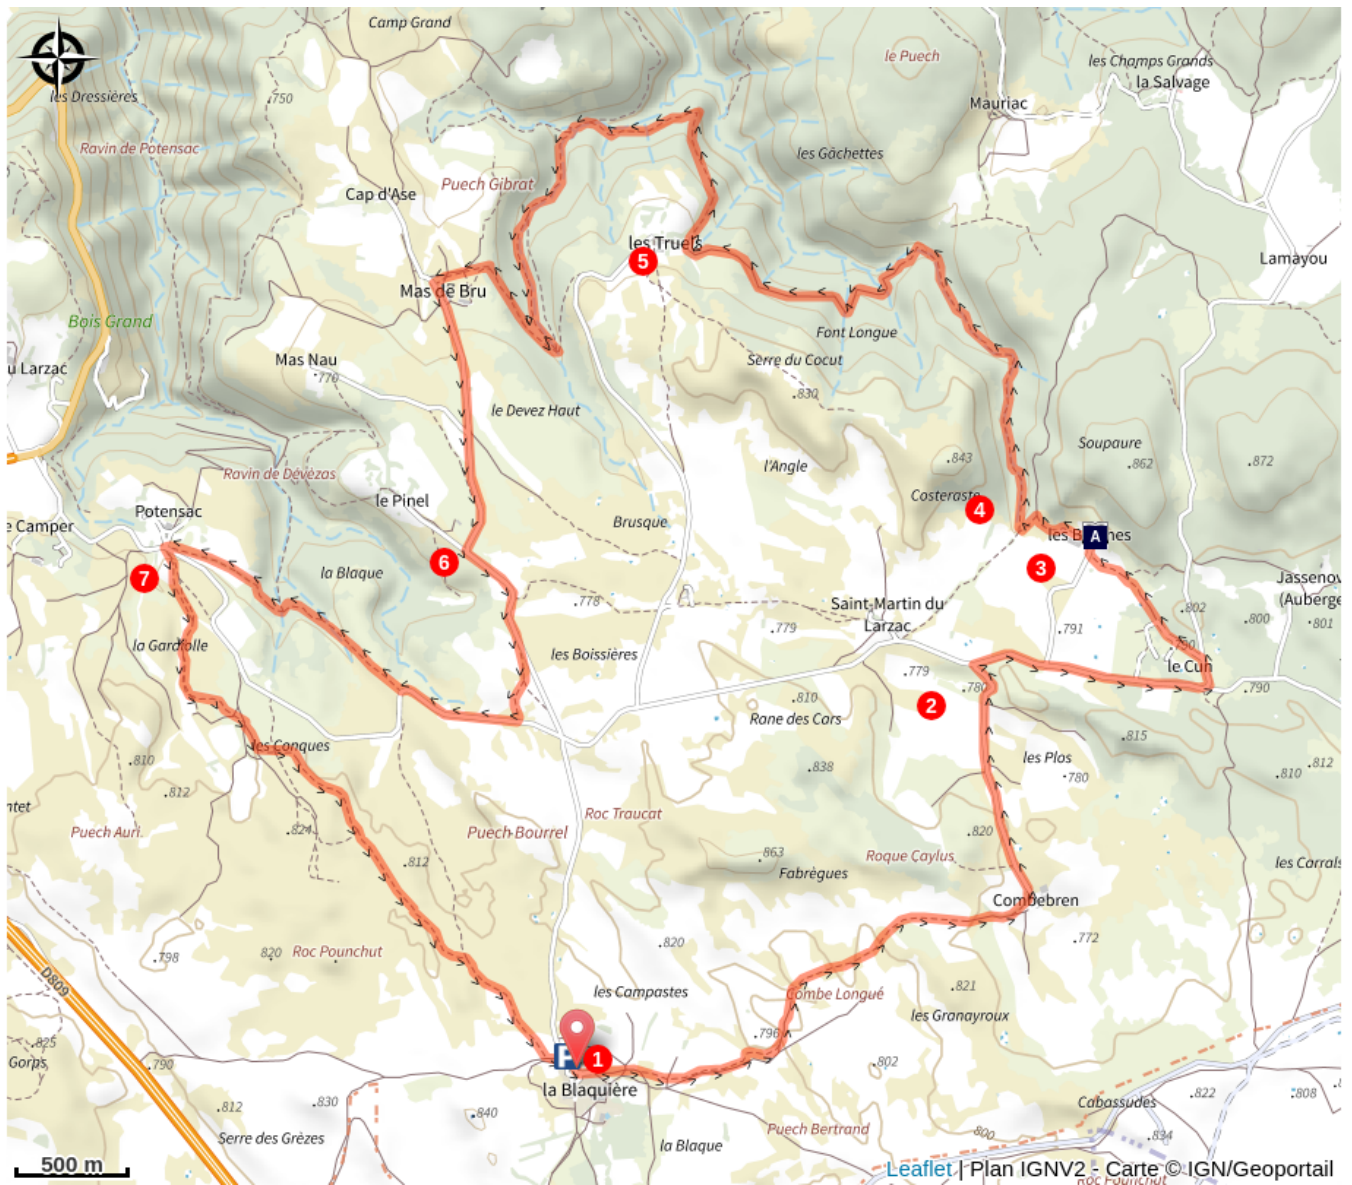 Camp Grand
le Puech
les Champs Grands
la Salvage
les Dressières
.750
Mauriac
Ravin de Potensac
les Gâchettes
Cap d'Ase
Puech Gibrat
les Truels
5
Lamayou
Mas de Bru
Bois Grand
Font Longue
Mas Nau
.770
Serre du Cocut
u Larzac
.830
le Devez Haut
Soupaure
.843
.862
.872
l'Angle
Ravin de Dévèzas
Costeraste
le Pinel
4
Potensac
Brusque
e Camper
les B
nes
A
6
3
7
la Blaque
Jassenov
(Auberge
.778
Saint-Martin du
Larzac
.802
.800
.801
.779
.791
la Gardiolle
les Boissières
.780
le Cun
.779
.780
.790
2
.810
Rane des Cars
.815
les Conques
les Plos
.810
.838
.780
.810
.812
.812
ntet
Roc Traucat
Puech Auri.
.824
Puech Bourrel
.820
.812
.863
Roque Caylus
les Carrals
Fabrègues
Combebren
.820
.772
.798
.820
Roc Pounchut
D809
les Campastes
Combe Longue
.821
les Granayroux
.796
.825
Gorps
.790
P
1
.802
la Blaquière
.822
.808
.812
.830
.840
Cabassudes
Serre des Grèzes
Puech Bertrand
800
.834
la Blaque
500 m
Leaflet | Plan IGNV2 - Carte © IGN/Geoportail
Roc Pounchut